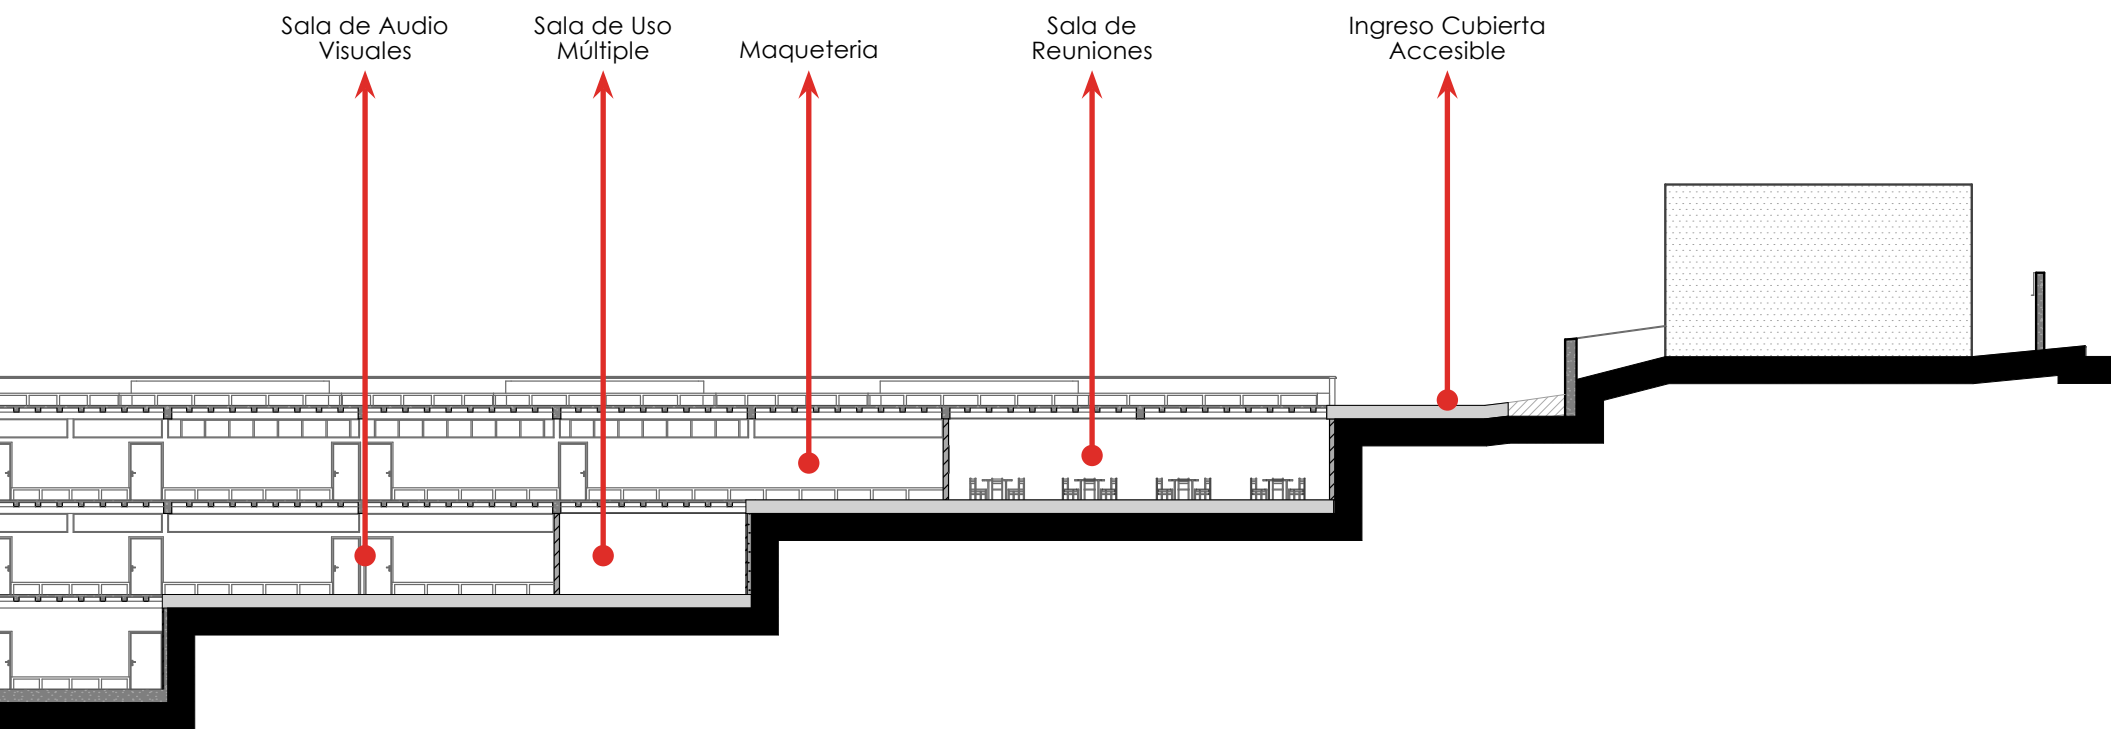 Sala de Audio
Visuales
Sala de Uso
Múltiple
Maqueteria
Sala de
Reuniones
Ingreso Cubierta
Accesible